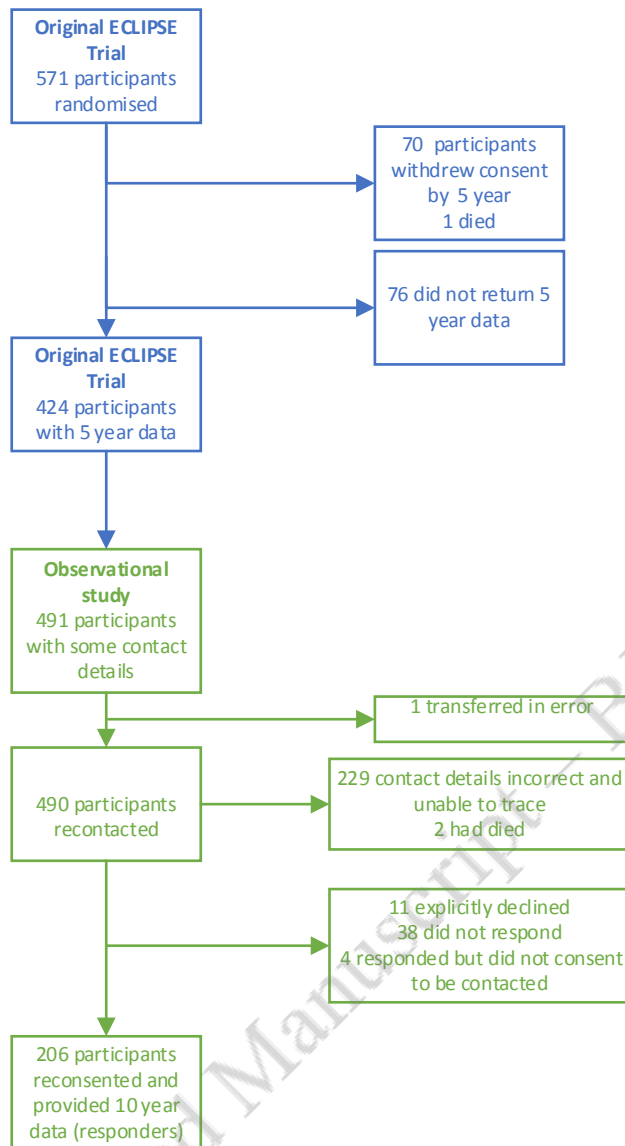 Original ECLIPSE
Trial
571 participants
randomised
70 participants
withdrew consent
by 5 year
1 died
76 did not return 5
year data
Original ECLIPSE
Trial
424 participants
with 5 year data
Observational
study
491 participants
with some contact
details
1 transferred in error
490 participants
recontacted
229 contact details incorrect and
unable to trace
2 had died
11 explicitly declined
38 did not respond
4 responded but did not consent
to be contacted
206 participants
reconsented and
provided 10 year
data (responders)
Manuscript –